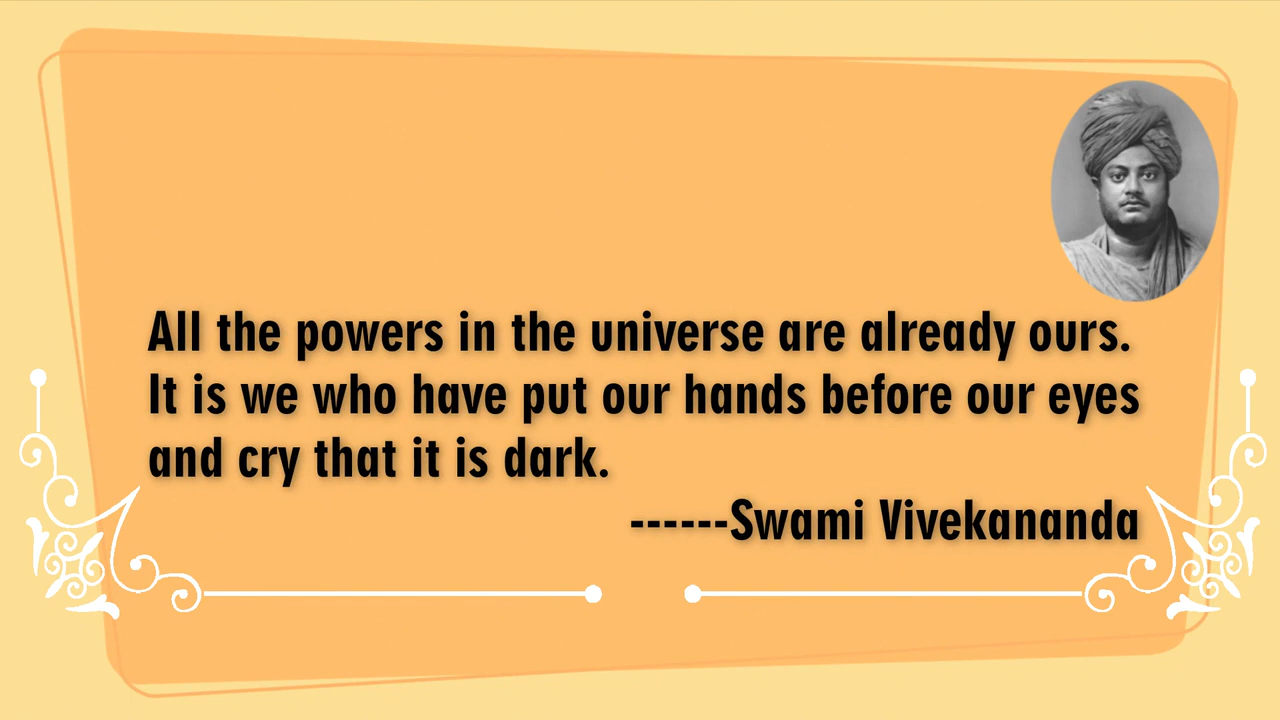 All the powers in the universe are already ours.
It is we who have put our hands before our eyes
and cry that it is dark.
------Swami Vivekananda